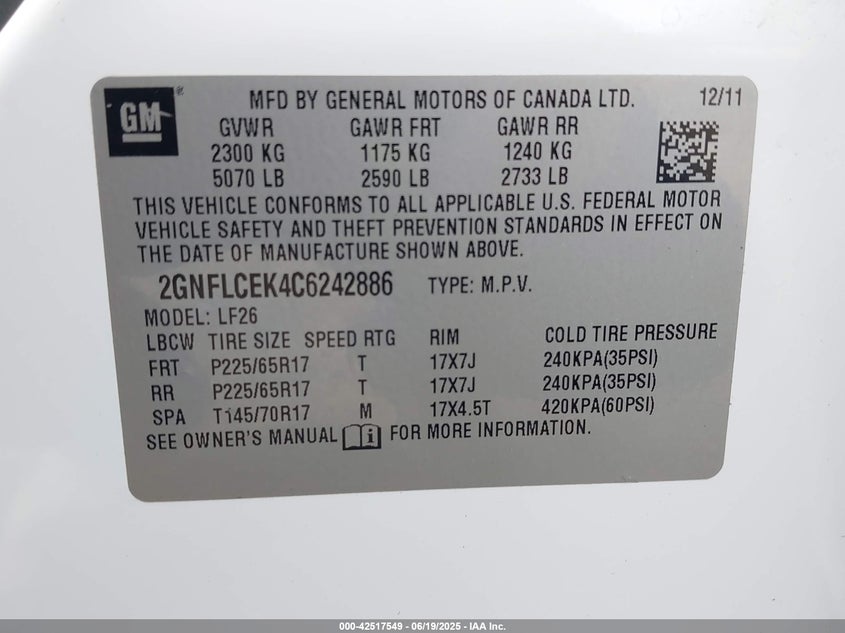 GM ®
MFD BY GENERAL MOTORS OF CANADA LTD. 12/11
GVWR GAWR FRT GAWR RR
2300 KG 1175 KG 1240 KG
5070 LB 2590 LB 2733 LB
THIS VEHICLE CONFORMS TO ALL APPLICABLE U.S. FEDERAL MOTOR
VEHICLE SAFETY AND THEFT PREVENTION STANDARDS IN EFFECT ON
THE DATE OF MANUFACTURE SHOWN ABOVE.
2GNFLCEK4C6242886 TYPE: M.P.V.
MODEL: LF26
LBCW TIRE SIZE SPEED RTG RIM COLD TIRE PRESSURE
FRT P225/65R17 T 17X7J 240KPA(35PSI)
RR P225/65R17 T 17X7J 240KPA(35PSI)
SPA T145/70R17 M 17X4.5T 420KPA(60PSI)
SEE OWNER'S MANUAL i FOR MORE INFORMATION.
000-42517549 - 06/19/2025 - IAA Inc.